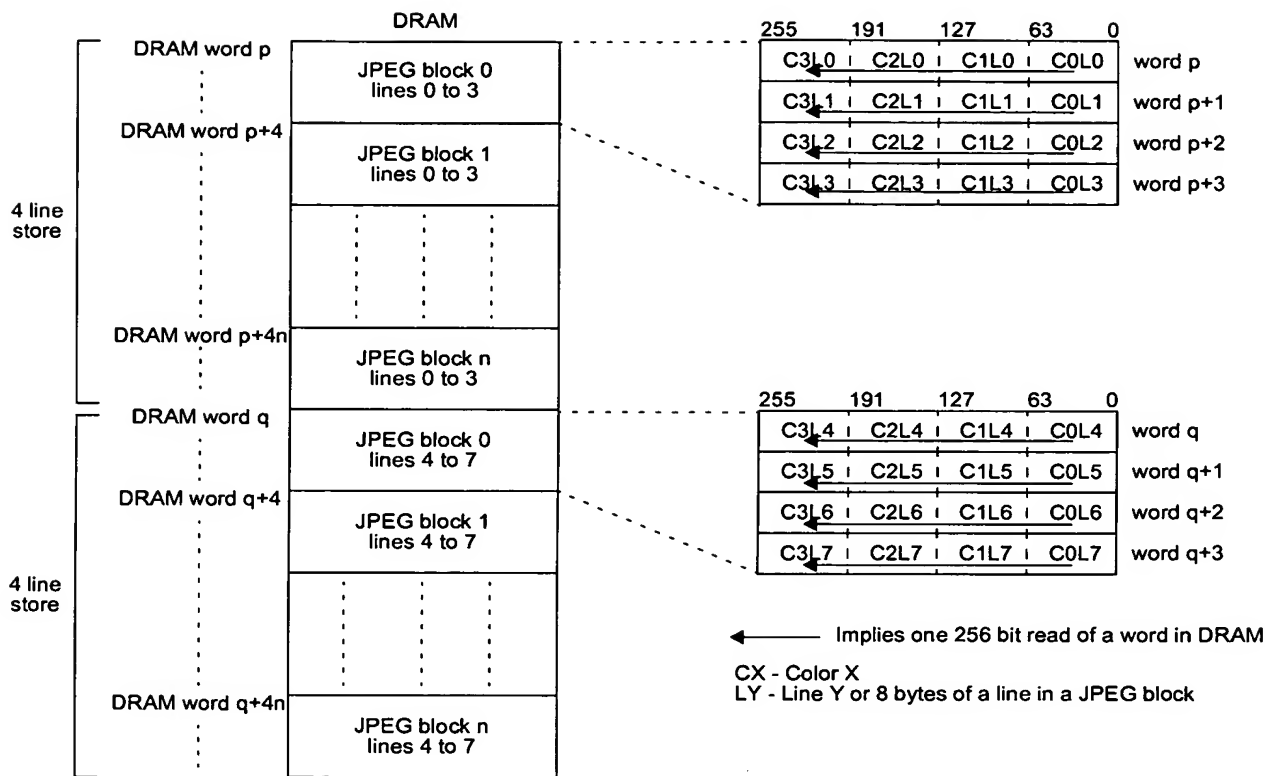 DRAM
DRAM word p
JPEG block 0
lines 0 to 3
DRAM word p+4
JPEG block 1
lines 0 to 3
4 line
store
DRAM word p+4n
JPEG block n
lines 0 to 3
DRAM word q
JPEG block 0
lines 4 to 7
DRAM word q+4
JPEG block 1
4 to 7
4 line
store
DRAM word q+4n
JPEG block n
lines 4 to 7
255 191 127 63 0
C3L0 C2L0 C1L0 C0L0 word p
C3L1 C2L1 C1L1 C0L1 word p+1
C3L2 C2L2 C1L2 C0L2 word p+2
C3L3 C2L3 C1L3 C0L3 word p+3
255 191 127 63 0
C3L4 C2L4 C1L4 C0L4 word q
C3L5 C2L5 C1L5 C0L5 word q+1
C3L6 C2L6 C1L6 C0L6 word q+2
C3L7 C2L7 C1L7 C0L7 word q+3
Implies one 256 bit read of a word in DRAM
CX - Color X
LY - Line Y or 8 bytes of a line in a JPEG block